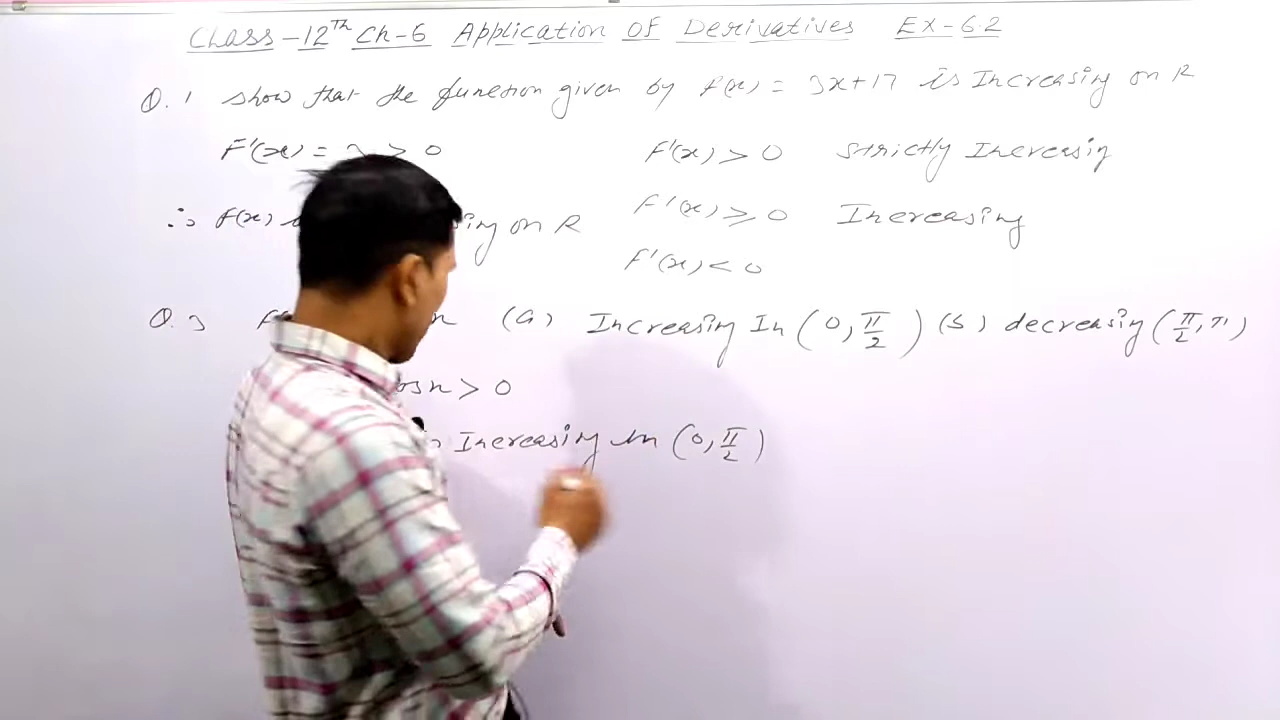 Class-12th Ch-6 Application of Derivatives Ex-6.2
Q.1 show that the function given by f(x) = 3x+17 is Increasing on R
F'(x) = > 0 F'(x) > 0 strictly Increasig
∴ f(x) on R F'(x) ≥ 0 Increasing
F'(x) < 0
Q.3 (a) Increasing In (0, π/2) (b) decreasing (π/2, π)
x > 0
Increasing in (0, π/2)